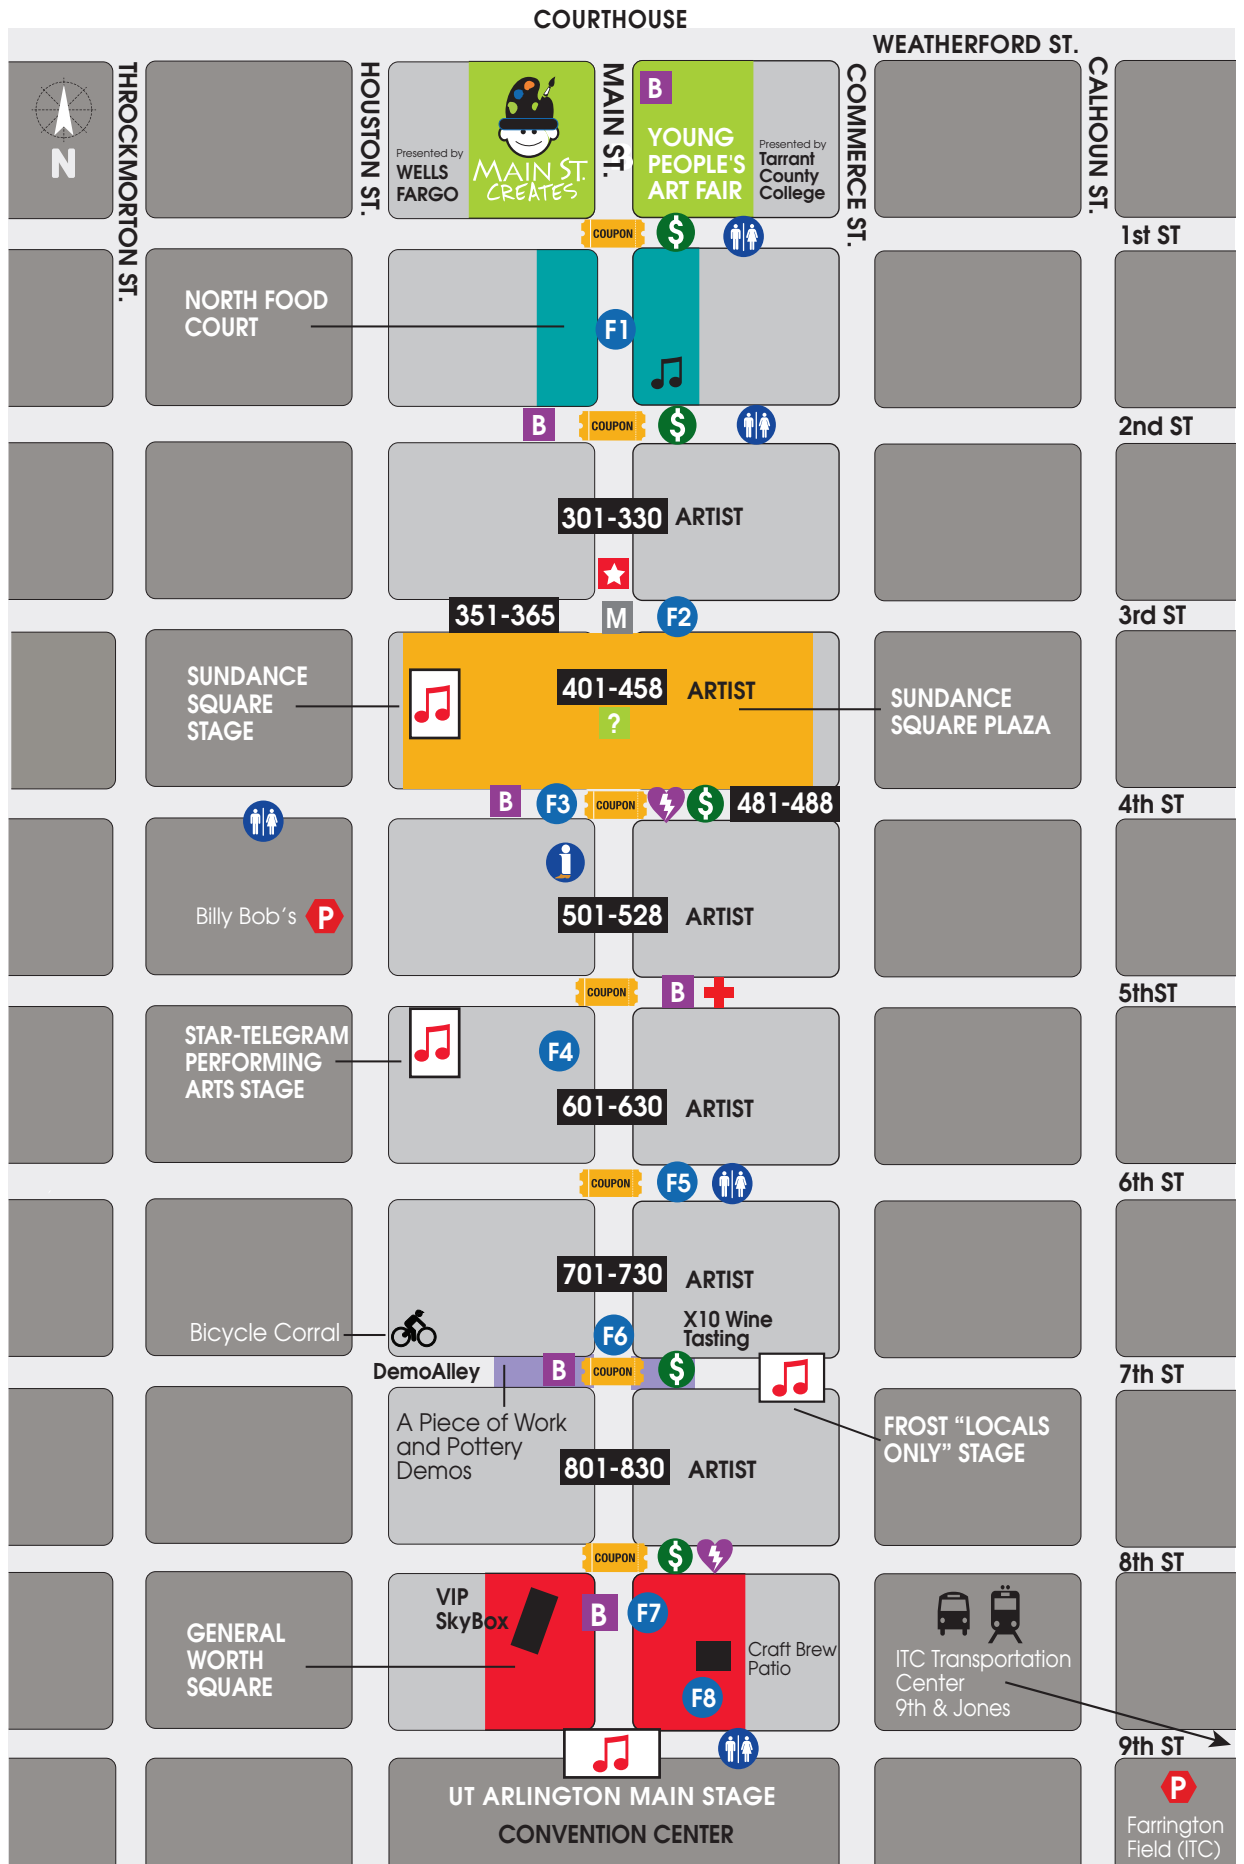 COURTHOUSE
WEATHERFORD ST.
THROCKMORTON ST.
HOUSTON ST.
MAIN ST.
COMMERCE ST.
CALHOUN ST.
N
Presented by
WELLS
FARGO
MAIN ST.
CREATES
B
YOUNG
PEOPLE'S
ART FAIR
Presented by
Tarrant
County
College
COUPON
$
1st ST
NORTH FOOD
COURT
F1
B
COUPON
$
2nd ST
301-330 ARTIST
351-365
M
F2
3rd ST
SUNDANCE
SQUARE
STAGE
401-458 ARTIST
?
SUNDANCE
SQUARE PLAZA
B
F3
COUPON
$
481-488
4th ST
i
Billy Bob's P
501-528 ARTIST
COUPON
B
5thST
STAR-TELEGRAM
PERFORMING
ARTS STAGE
F4
601-630 ARTIST
COUPON
F5
6th ST
701-730 ARTIST
X10 Wine
Tasting
Bicycle Corral
F6
DemoAlley
B
COUPON
$
7th ST
A Piece of Work
and Pottery
Demos
FROST “LOCALS
ONLY” STAGE
801-830 ARTIST
COUPON
$
8th ST
VIP
SkyBox
B
F7
GENERAL
WORTH
SQUARE
Craft Brew
Patio
F8
ITC Transportation
Center
9th & Jones
9th ST
UT ARLINGTON MAIN STAGE
CONVENTION CENTER
P
Farrington
Field (ITC)